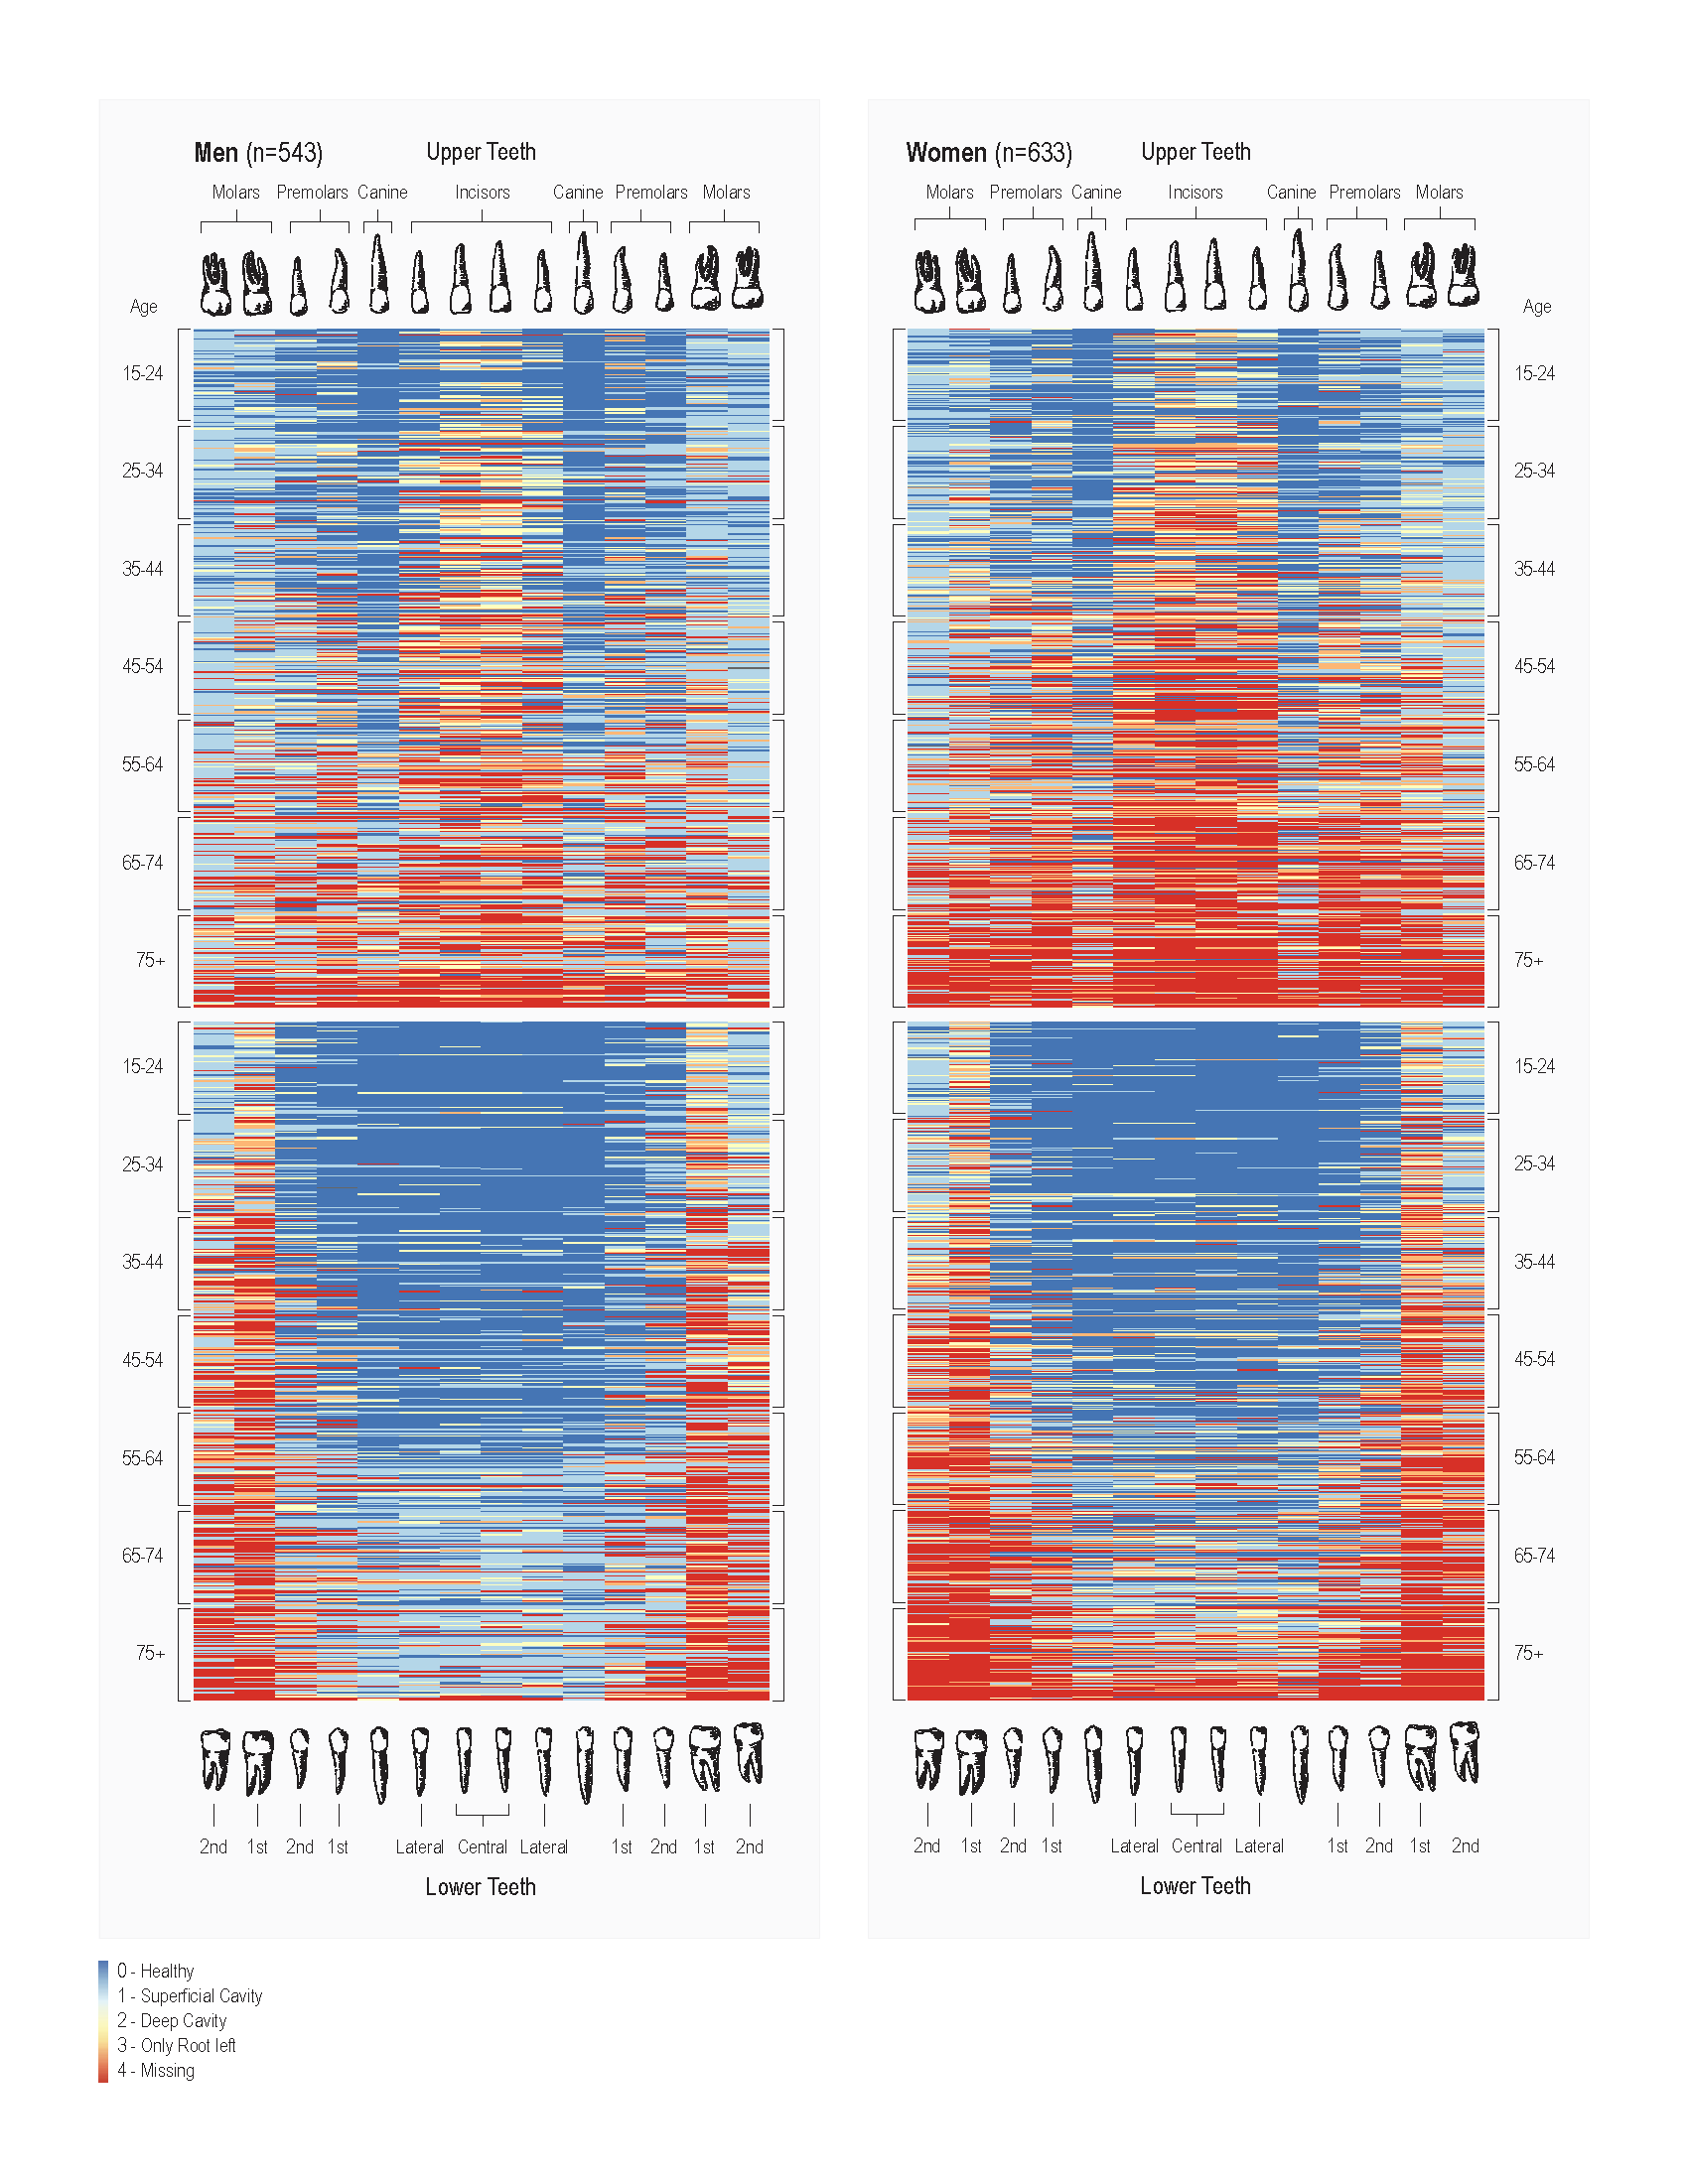 Men (n=543) Upper Teeth
Molars Premolars Canine Incisors Canine Premolars Molars
Age
15-24
25-34
35-44
45-54
55-64
65-74
75+
15-24
25-34
35-44
45-54
55-64
65-74
75+
2nd 1st 2nd 1st Lateral Central Lateral 1st 2nd 1st 2nd
Lower Teeth
Women (n=633) Upper Teeth
Molars Premolars Canine Incisors Canine Premolars Molars
Age
15-24
25-34
35-44
45-54
55-64
65-74
75+
15-24
25-34
35-44
45-54
55-64
65-74
75+
2nd 1st 2nd 1st Lateral Central Lateral 1st 2nd 1st 2nd
Lower Teeth
0 - Healthy
1 - Superficial Cavity
2 - Deep Cavity
3 - Only Root left
4 - Missing